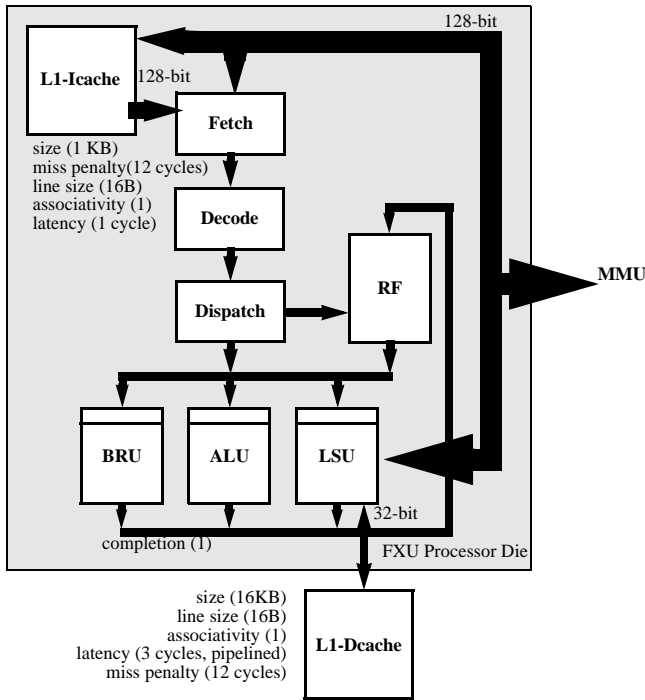 128-bit
L1-Icache
128-bit
Fetch
size (1 KB)
miss penalty(12 cycles)
line size (16B)
associativity (1)
latency (1 cycle)
Decode
RF
MMU
Dispatch
BRU
ALU
LSU
32-bit
completion (1)
FXU Processor Die
size (16KB)
line size (16B)
associativity (1)
latency (3 cycles, pipelined)
miss penalty (12 cycles)
L1-Dcache